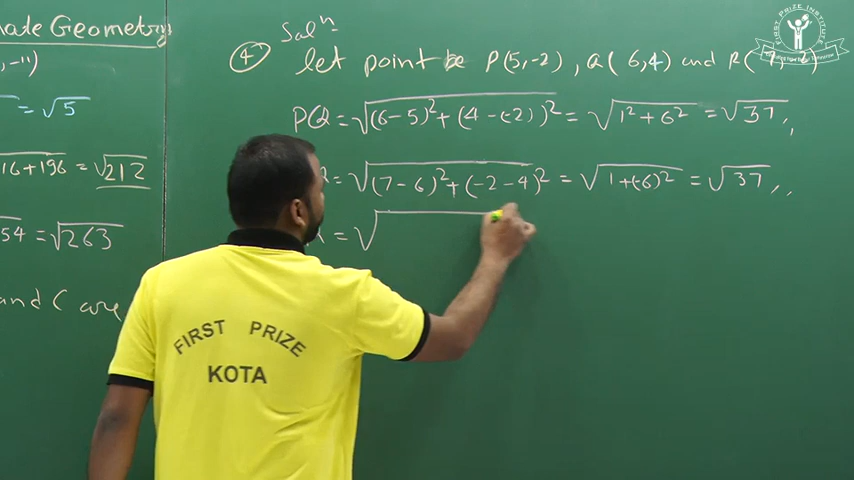 nate Geometry
, -11)
= √5
16+196 = √212
54 = √263
and C are
Solⁿ
④ let point be P(5,-2), Q(6,4) and R(7,
PQ = √(6-5)²+(4-(-2))² = √1²+6² = √37,,
= √(7-6)²+(-2-4)² = √1+(-6)² = √37,,
= √
FIRST PRIZE
KOTA
FIRST PRIZE INSTITUTE